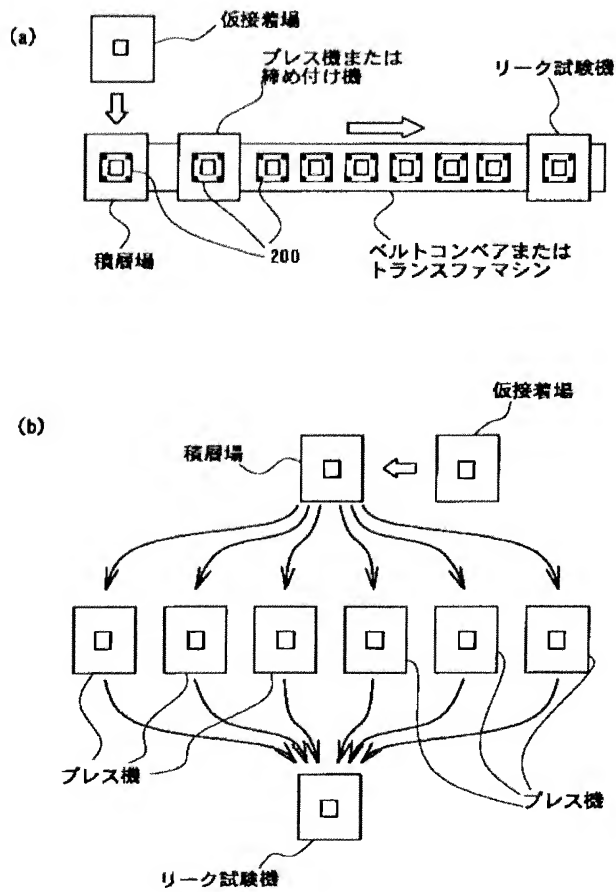 (a)
仮接着場
プレス機または
締め付け機
リーク試験機
積層場
200
ベルトコンベアまたは
トランスファマシン
(b)
仮接着場
積層場
プレス機
プレス機
リーク試験機